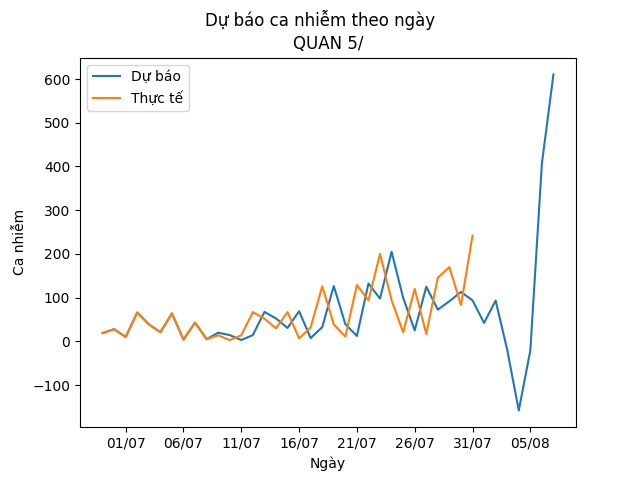 Dự báo ca nhiễm theo ngày
QUAN 5/
Dự báo
Thực tế
600
500
400
300
200
100
0
−100
Ca nhiễm
01/07 06/07 11/07 16/07 21/07 26/07 31/07 05/08
Ngày